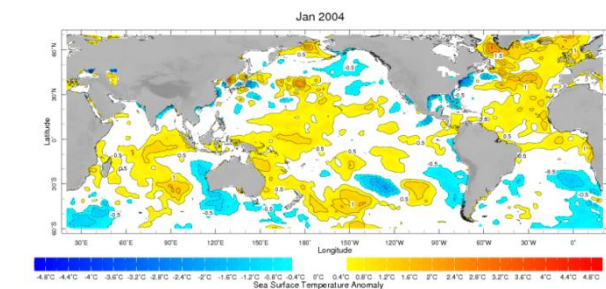 Jan 2004
60°N
30°N
0°
30°S
60°S
Latitude
30°E 60°E 90°E 120°E 150°E 180° 150°W 120°W 90°W 60°W 30°W 0°
Longitude
-4.8°C -4.4°C -4°C -3.6°C -3.2°C -2.8°C -2.4°C -2°C -1.6°C -1.2°C -0.8°C -0.4°C 0°C 0.4°C 0.8°C 1.2°C 1.6°C 2°C 2.4°C 2.8°C 3.2°C 3.6°C 4°C 4.4°C 4.8°C
Sea Surface Temperature Anomaly